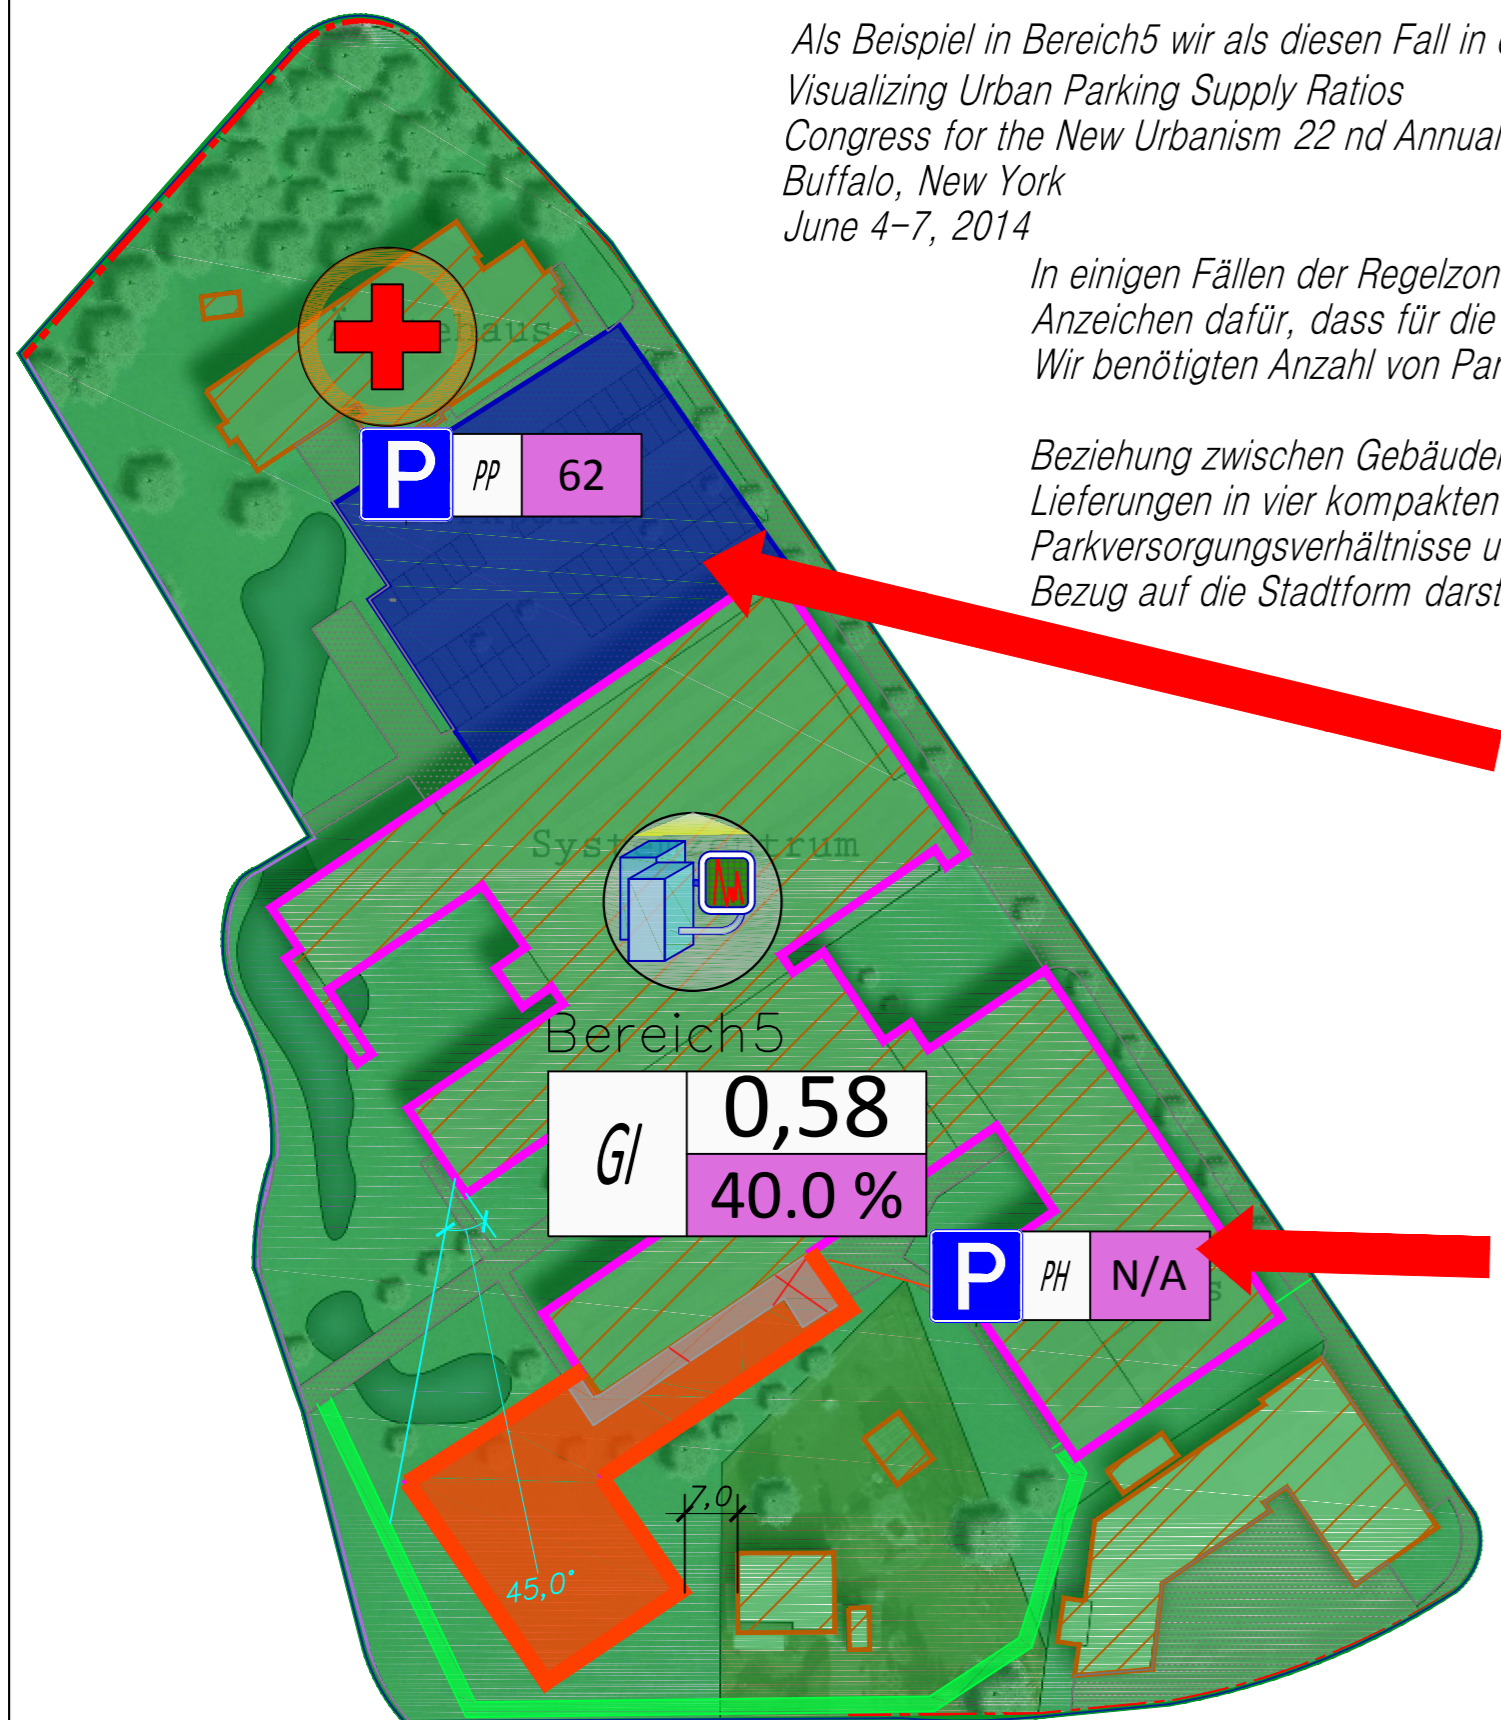 Als Beispiel in Bereich5 wir als diesen Fall in
Visualizing Urban Parking Supply Ratios
Congress for the New Urbanism 22 nd Annual
Buffalo, New York
June 4-7, 2014
In einigen Fällen der Regelzon
Anzeichen dafür, dass für die
Wir benötigten Anzahl von Par
Beziehung zwischen Gebäuden
Lieferungen in vier kompakten
Parkversorgungsverhältnisse u
Bezug auf die Stadtform darst
P PP 62
Bereich5
GI 0,58
40.0 %
P PH N/A
7,0
45,0°